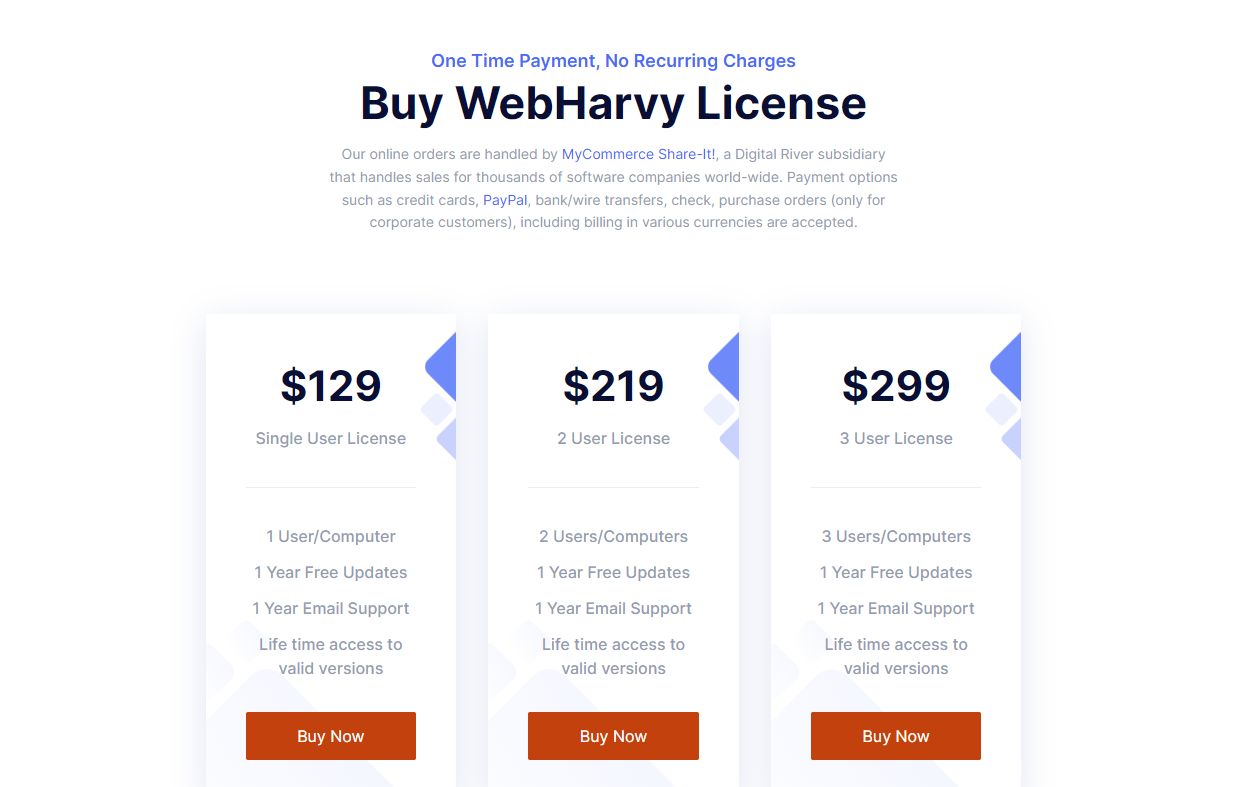 One Time Payment, No Recurring Charges
Buy WebHarvy License
Our online orders are handled by MyCommerce Share-It!, a Digital River subsidiary
that handles sales for thousands of software companies world-wide. Payment options
such as credit cards, PayPal, bank/wire transfers, check, purchase orders (only for
corporate customers), including billing in various currencies are accepted.
$129
Single User License
1 User/Computer
1 Year Free Updates
1 Year Email Support
Life time access to
valid versions
Buy Now
$219
2 User License
2 Users/Computers
1 Year Free Updates
1 Year Email Support
Life time access to
valid versions
Buy Now
$299
3 User License
3 Users/Computers
1 Year Free Updates
1 Year Email Support
Life time access to
valid versions
Buy Now